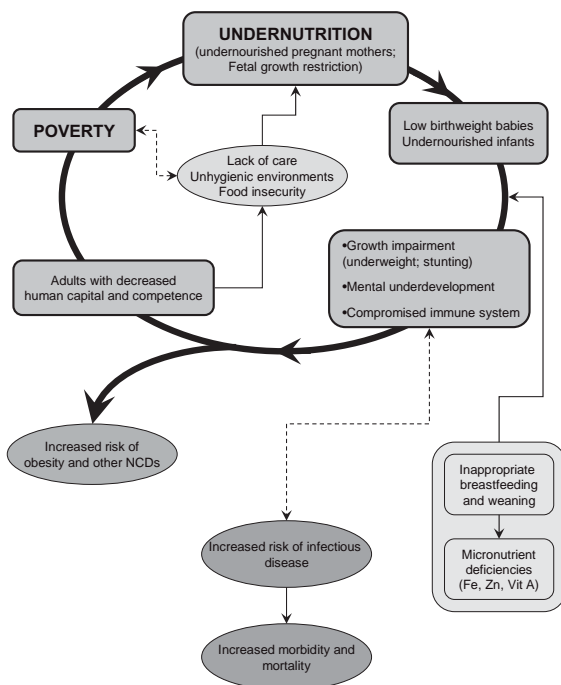 UNDERNUTRITION
(undernourished pregnant mothers;
Fetal growth restriction)
POVERTY
Low birthweight babies
Undernourished infants
Lack of care
Unhygienic environments
Food insecurity
•Growth impairment
(underweight; stunting)
•Mental underdevelopment
•Compromised immune system
Adults with decreased
human capital and competence
Increased risk of
obesity and other NCDs
Inappropriate
breastfeeding
and weaning
Micronutrient
deficiencies
(Fe, Zn, Vit A)
Increased risk of infectious
disease
Increased morbidity and
mortality